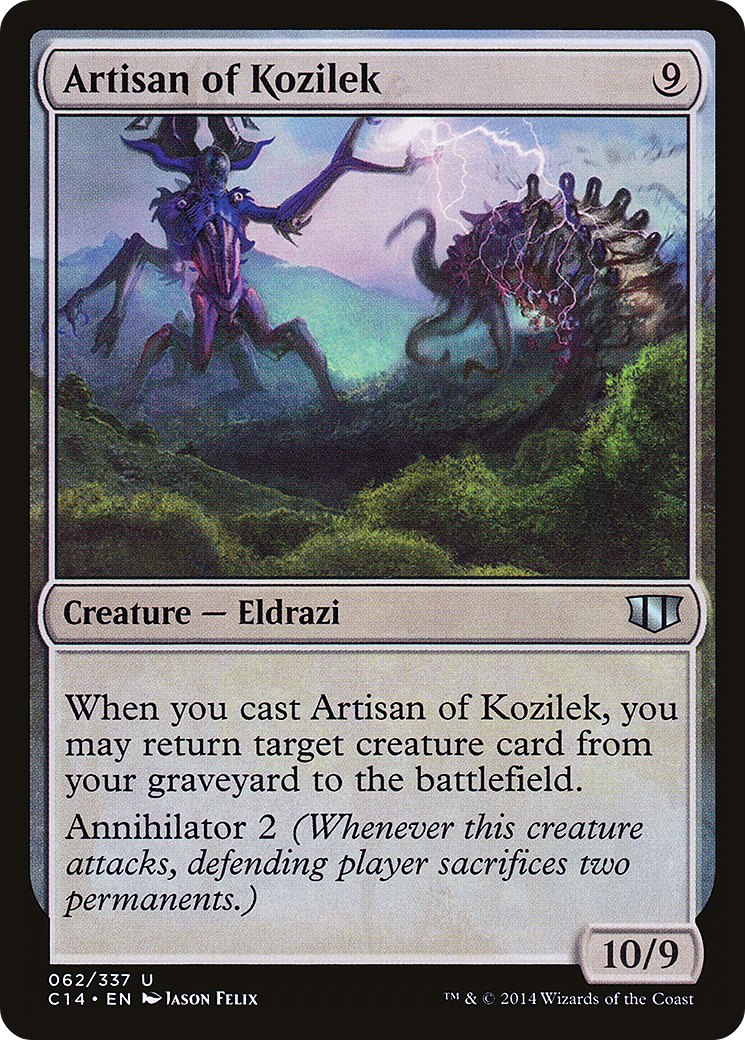 Artisan of Kozilek 9
Creature — Eldrazi
When you cast Artisan of Kozilek, you
may return target creature card from
your graveyard to the battlefield.
Annihilator 2 (Whenever this creature
attacks, defending player sacrifices two
permanents.)
10/9
062/337 U
C14 • EN Jason Felix ™ & © 2014 Wizards of the Coast